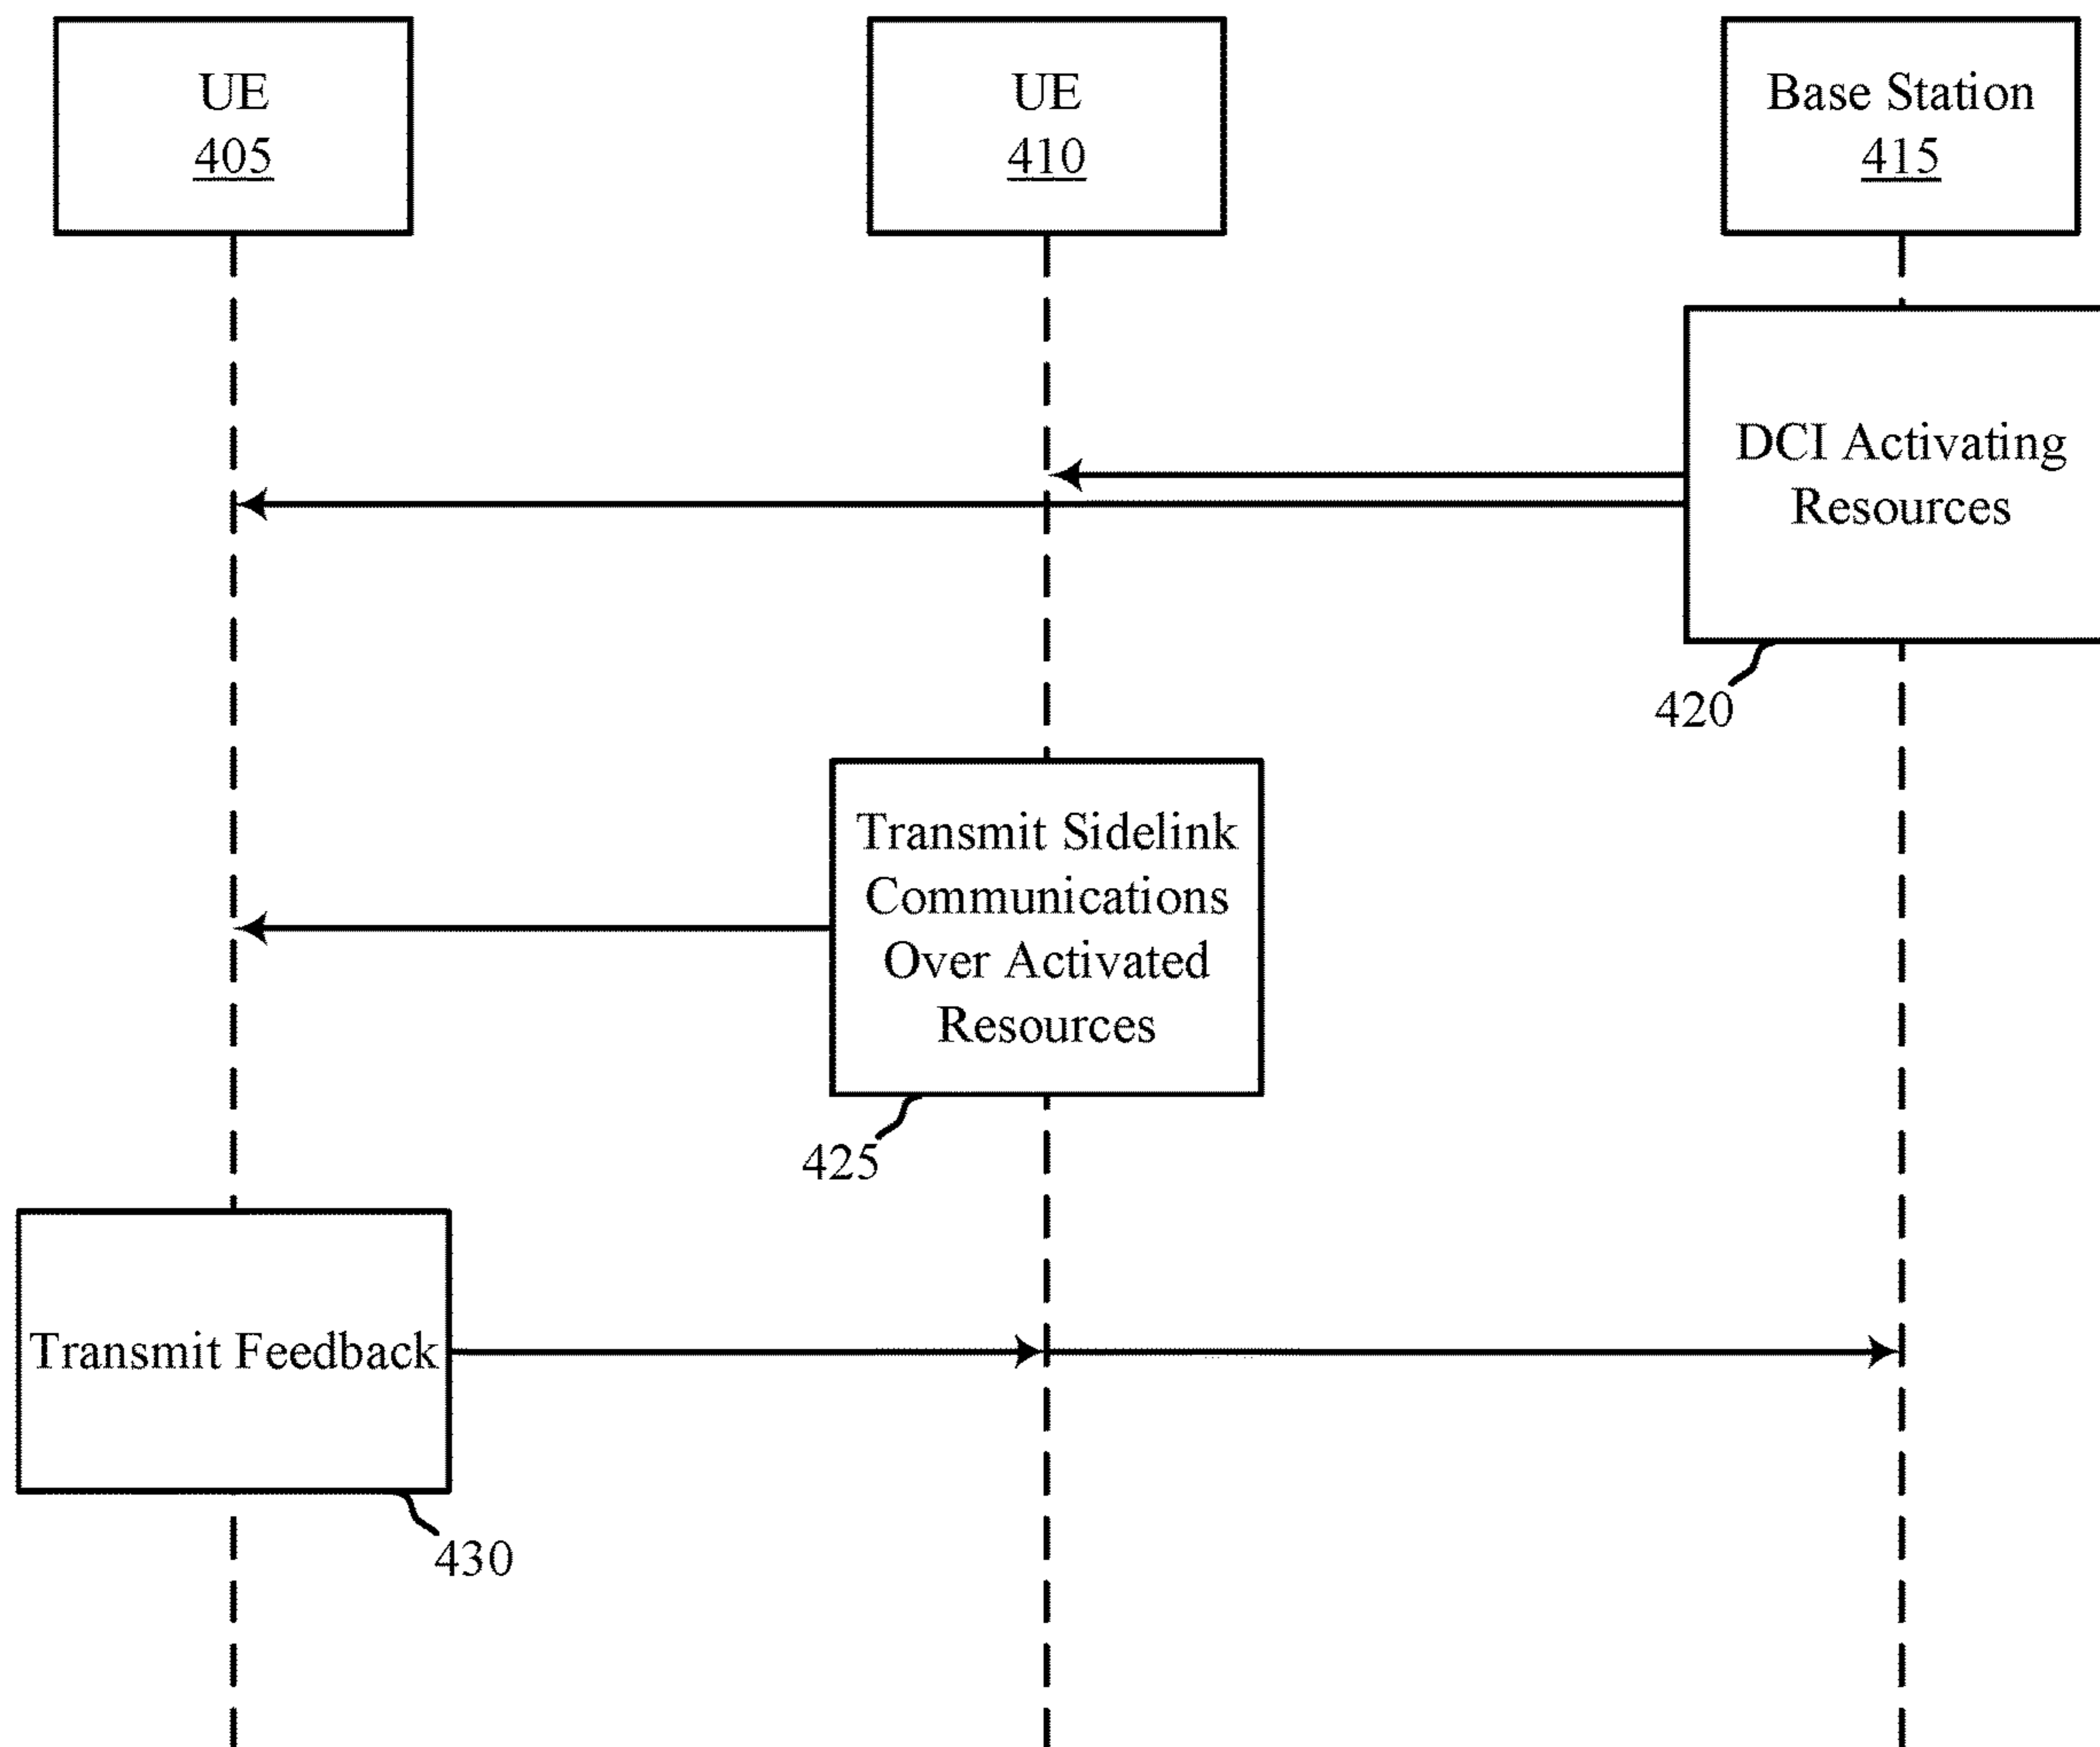 UE
405
UE
410
Base Station
415
DCI Activating
Resources
420
Transmit Sidelink
Communications
Over Activated
Resources
425
Transmit Feedback
430